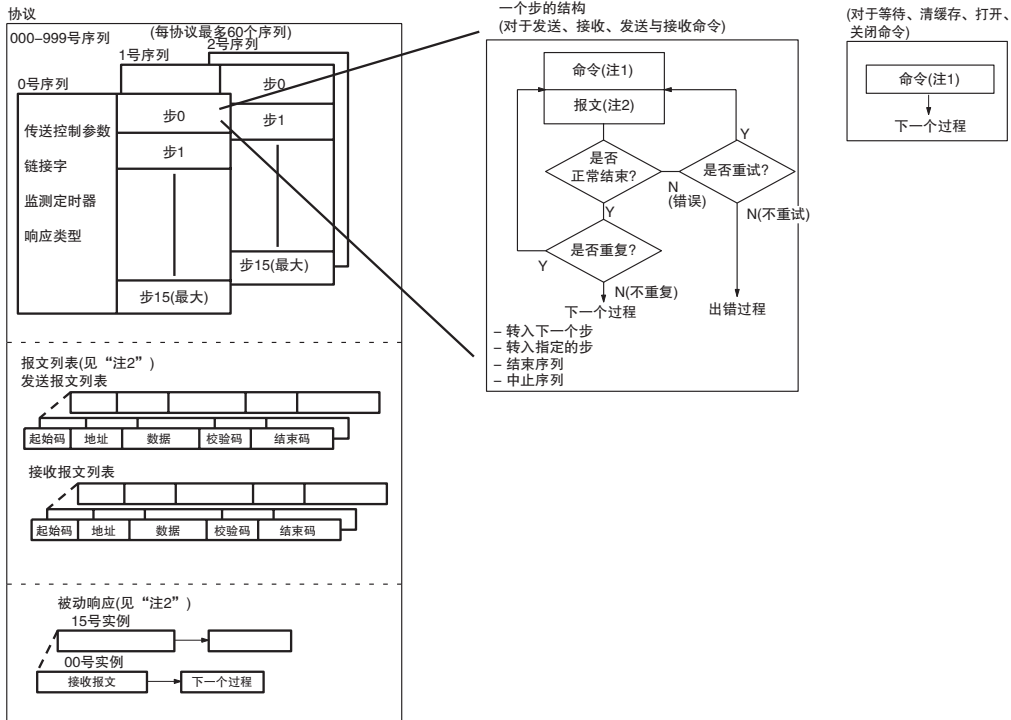 协议
000–999号序列
(每协议最多60个序列)
2号序列
1号序列
0号序列
步0
步0
步1
传送控制参数
步1
链接字
监测定时器
响应类型
步15(最大)
步15(最大)
报文列表(见“注2”)
发送报文列表
起始码 地址 数据 校验码 结束码
接收报文列表
起始码 地址 数据 校验码 结束码
被动响应(见“注2”)
15号实例
00号实例
接收报文 下一个过程
一个步的结构
(对于发送、接收、发送与接收命令)
命令(注1)
报文(注2)
是否
正常结束?
Y
是否重试?
N
(错误)
N(不重试)
Y
是否重复?
Y
N(不重复)
下一个过程
出错过程
– 转入下一个步
– 转入指定的步
– 结束序列
– 中止序列
(对于等待、清缓存、打开、
关闭命令)
命令(注1)
下一个过程